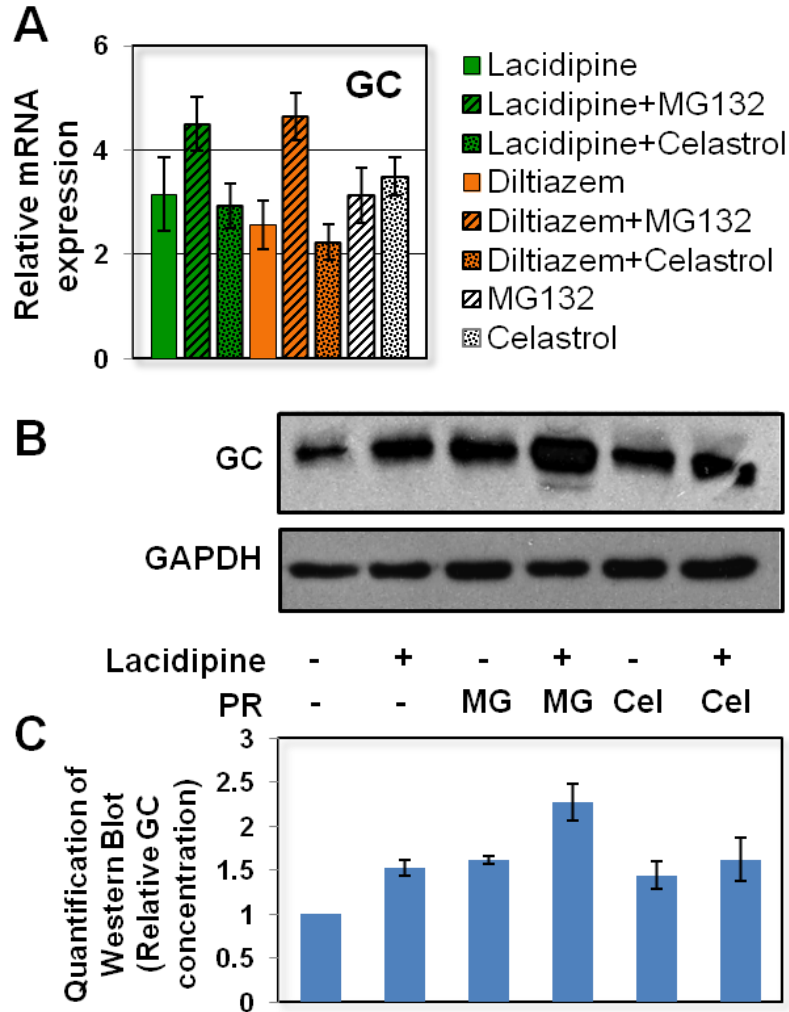 A
6
4
2
0
Relative mRNA
expression
GC
Lacidipine
Lacidipine+MG132
Lacidipine+Celastrol
Diltiazem
Diltiazem+MG132
Diltiazem+Celastrol
MG132
Celastrol
B
GC
GAPDH
Lacidipine - + - + - +
PR - - MG MG Cel Cel
C
Quantification of
Western Blot
(Relative GC
concentration)
3
2.5
2
1.5
1
0.5
0